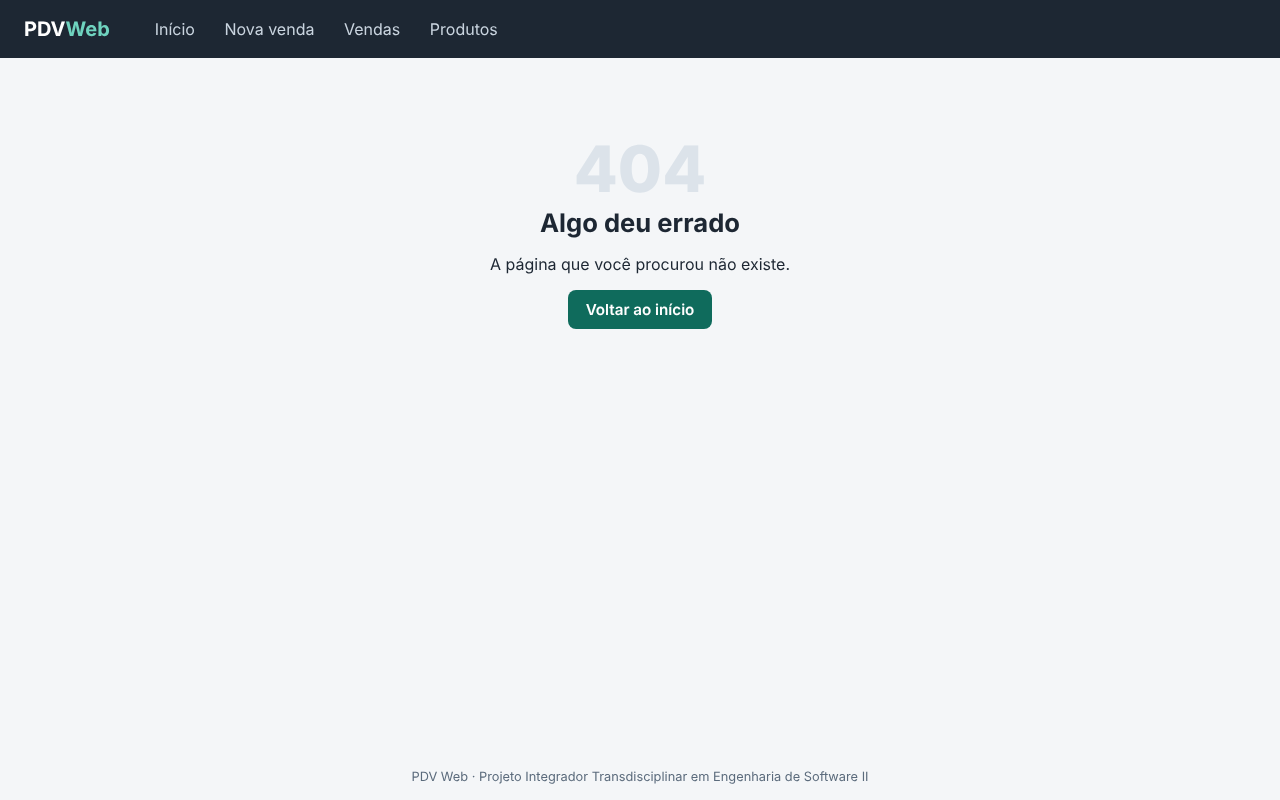 PDVWeb Início Nova venda Vendas Produtos
404
Algo deu errado
A página que você procurou não existe.
Voltar ao início
PDV Web · Projeto Integrador Transdisciplinar em Engenharia de Software II